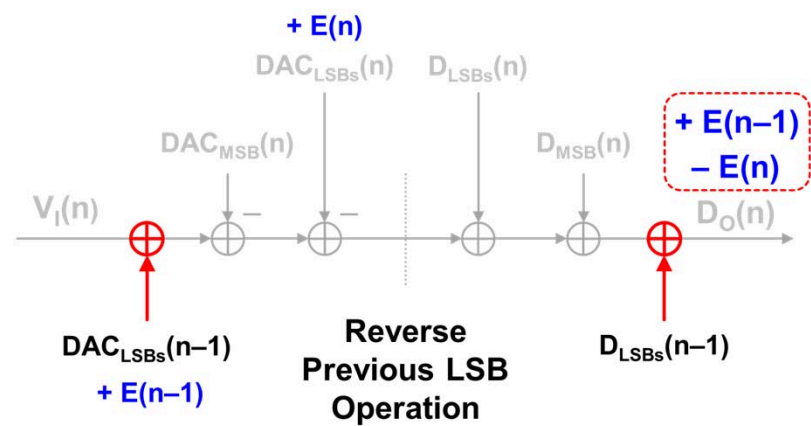 + E(n)
DAC_LSBs(n)
D_LSBs(n)
+ E(n–1)
– E(n)
DAC_MSB(n)
D_MSB(n)
V_I(n)
–
–
D_O(n)
DAC_LSBs(n–1)
+ E(n–1)
Reverse
Previous LSB
Operation
D_LSBs(n–1)